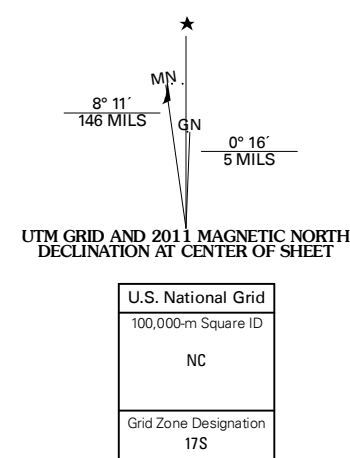 ★
MN
8° 11´
146 MILS
GN
0° 16´
5 MILS
UTM GRID AND 2011 MAGNETIC NORTH
DECLINATION AT CENTER OF SHEET
U.S. National Grid
100,000-m Square ID
NC
Grid Zone Designation
17S